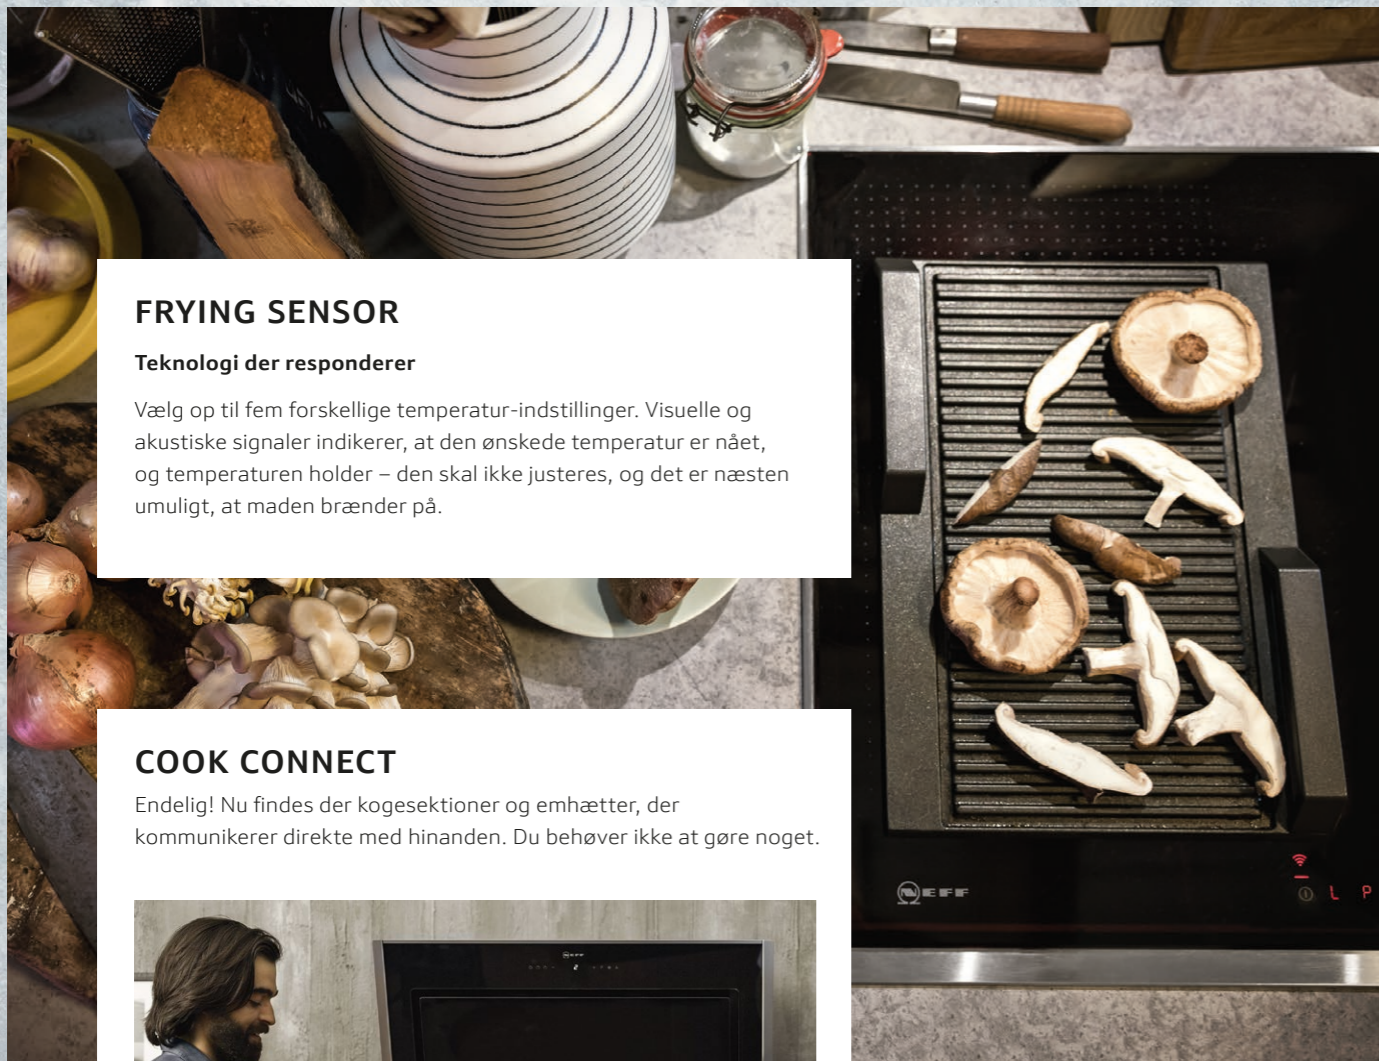 FRYING SENSOR
Teknologi der responderer
Vælg op til fem forskellige temperatur-indstillinger. Visuelle og
akustiske signaler indikerer, at den ønskede temperatur er nået,
og temperaturen holder – den skal ikke justeres, og det er næsten
umuligt, at maden brænder på.
COOK CONNECT
Endelig! Nu findes der kogesektioner og emhætter, der
kommunikerer direkte med hinanden. Du behøver ikke at gøre noget.
NEFF
L P
NEFF